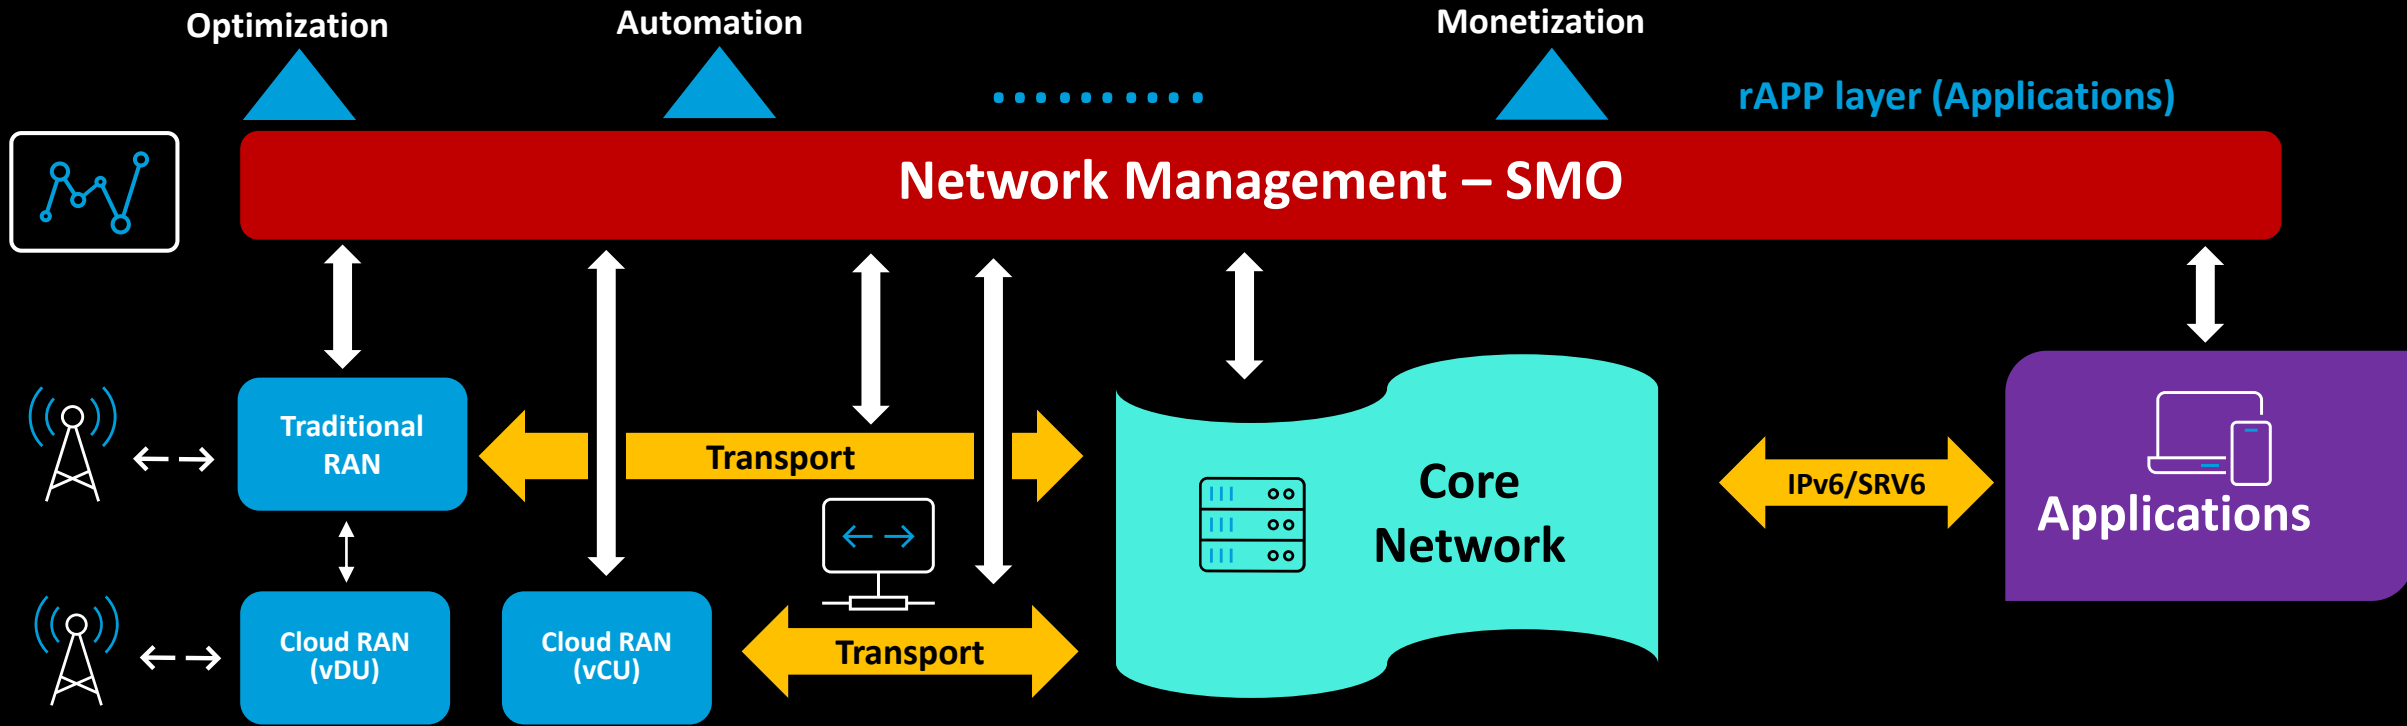 Optimization
Automation
Monetization
rAPP layer (Applications)
Network Management – SMO
Traditional
RAN
Transport
Core
Network
IPv6/SRV6
Applications
Cloud RAN
(vDU)
Cloud RAN
(vCU)
Transport